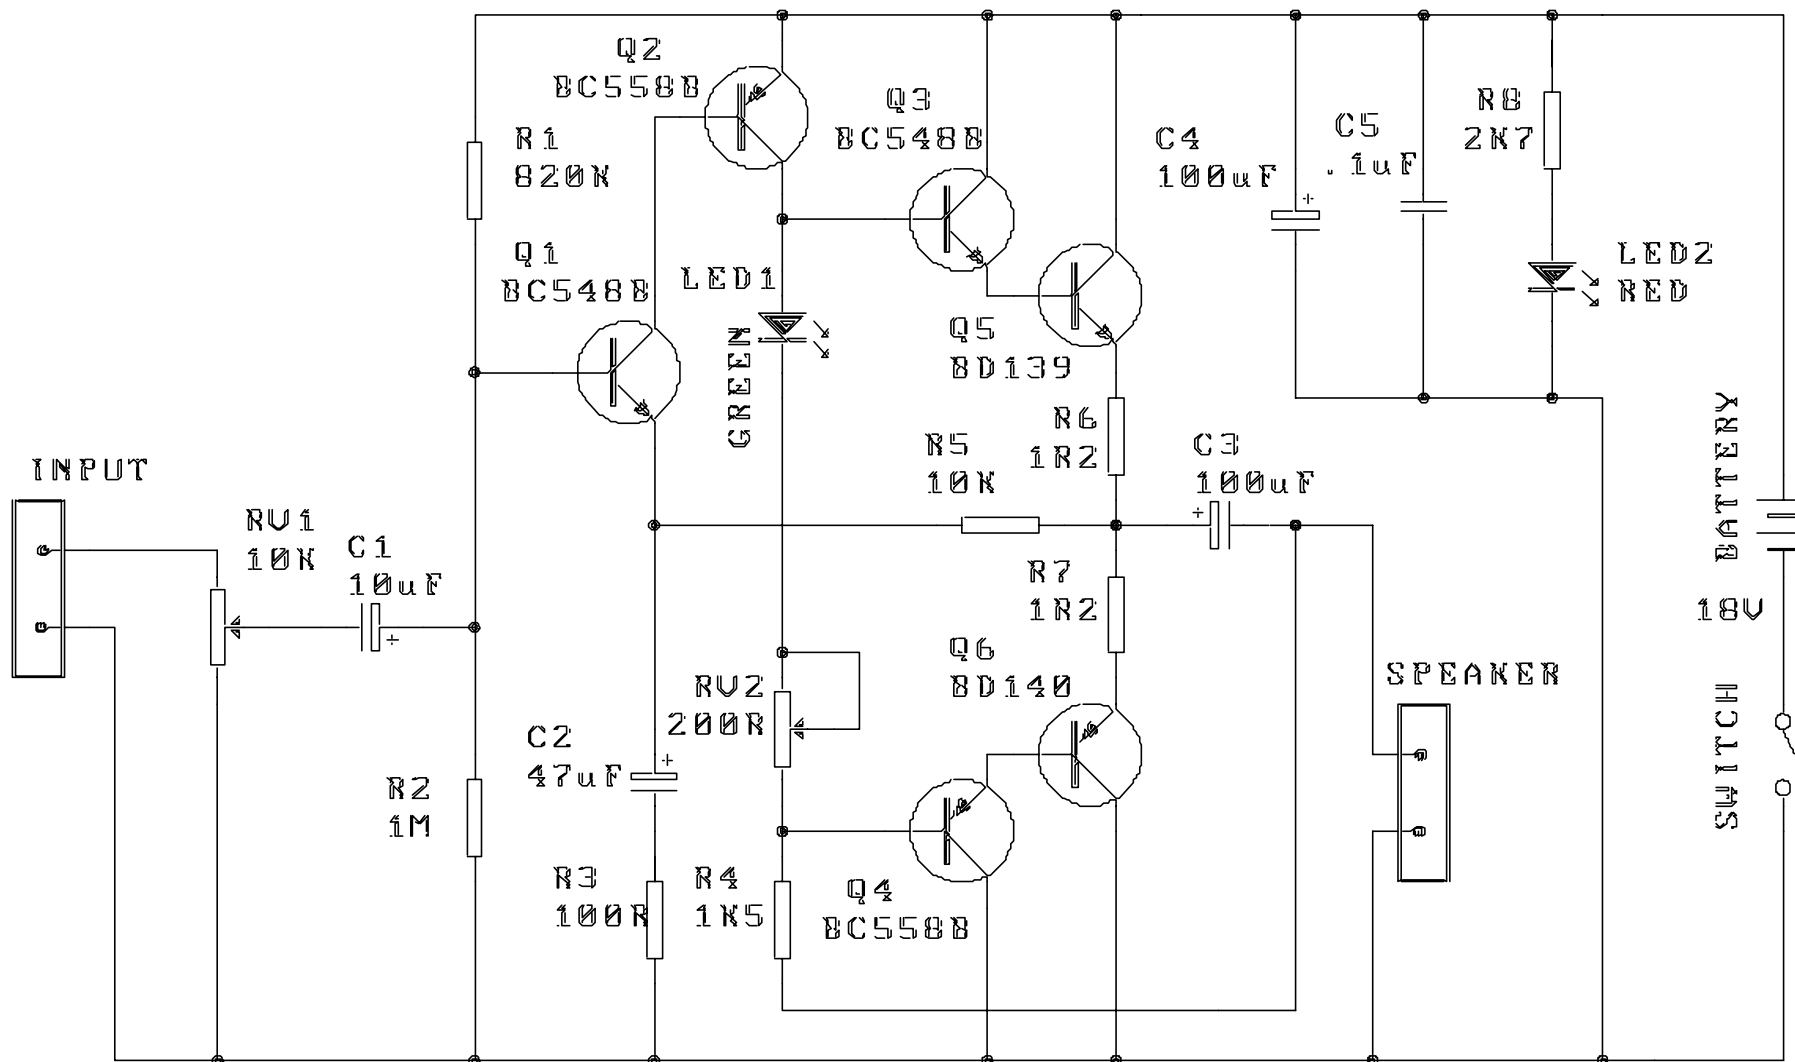 Q2
BC558B
Q3
BC548B
R1
820K
C4
100uF
C5
.1uF
R8
2K7
Q1
BC548B
LED1
GREEN
LED2
RED
Q5
BD139
R6
1R2
R5
10K
C3
100uF
BATTERY
18V
INPUT
RV1
10K
C1
10uF
R7
1R2
Q6
BD140
RV2
200R
SPEAKER
SWITCH
C2
47uF
R2
1M
R3
100R
R4
1K5
Q4
BC558B